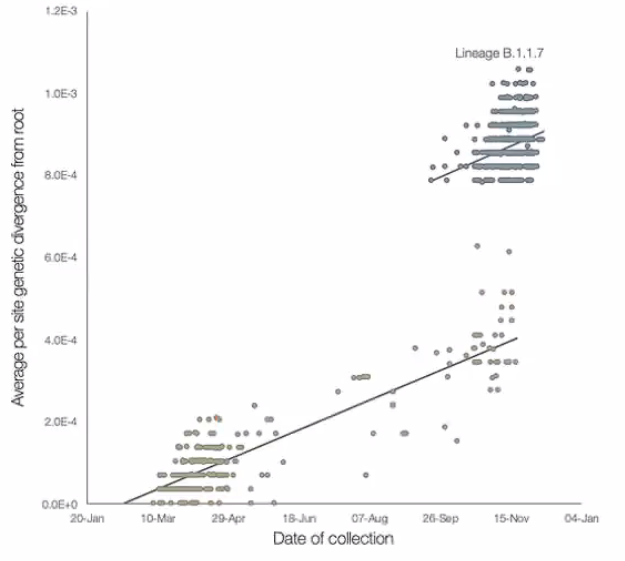 1.2E-3
Lineage B.1.1.7
1.0E-3
8.0E-4
6.0E-4
4.0E-4
2.0E-4
0.0E+0
Average per site genetic divergence from root
20-Jan 10-Mar 29-Apr 18-Jun 07-Aug 26-Sep 15-Nov 04-Jan
Date of collection